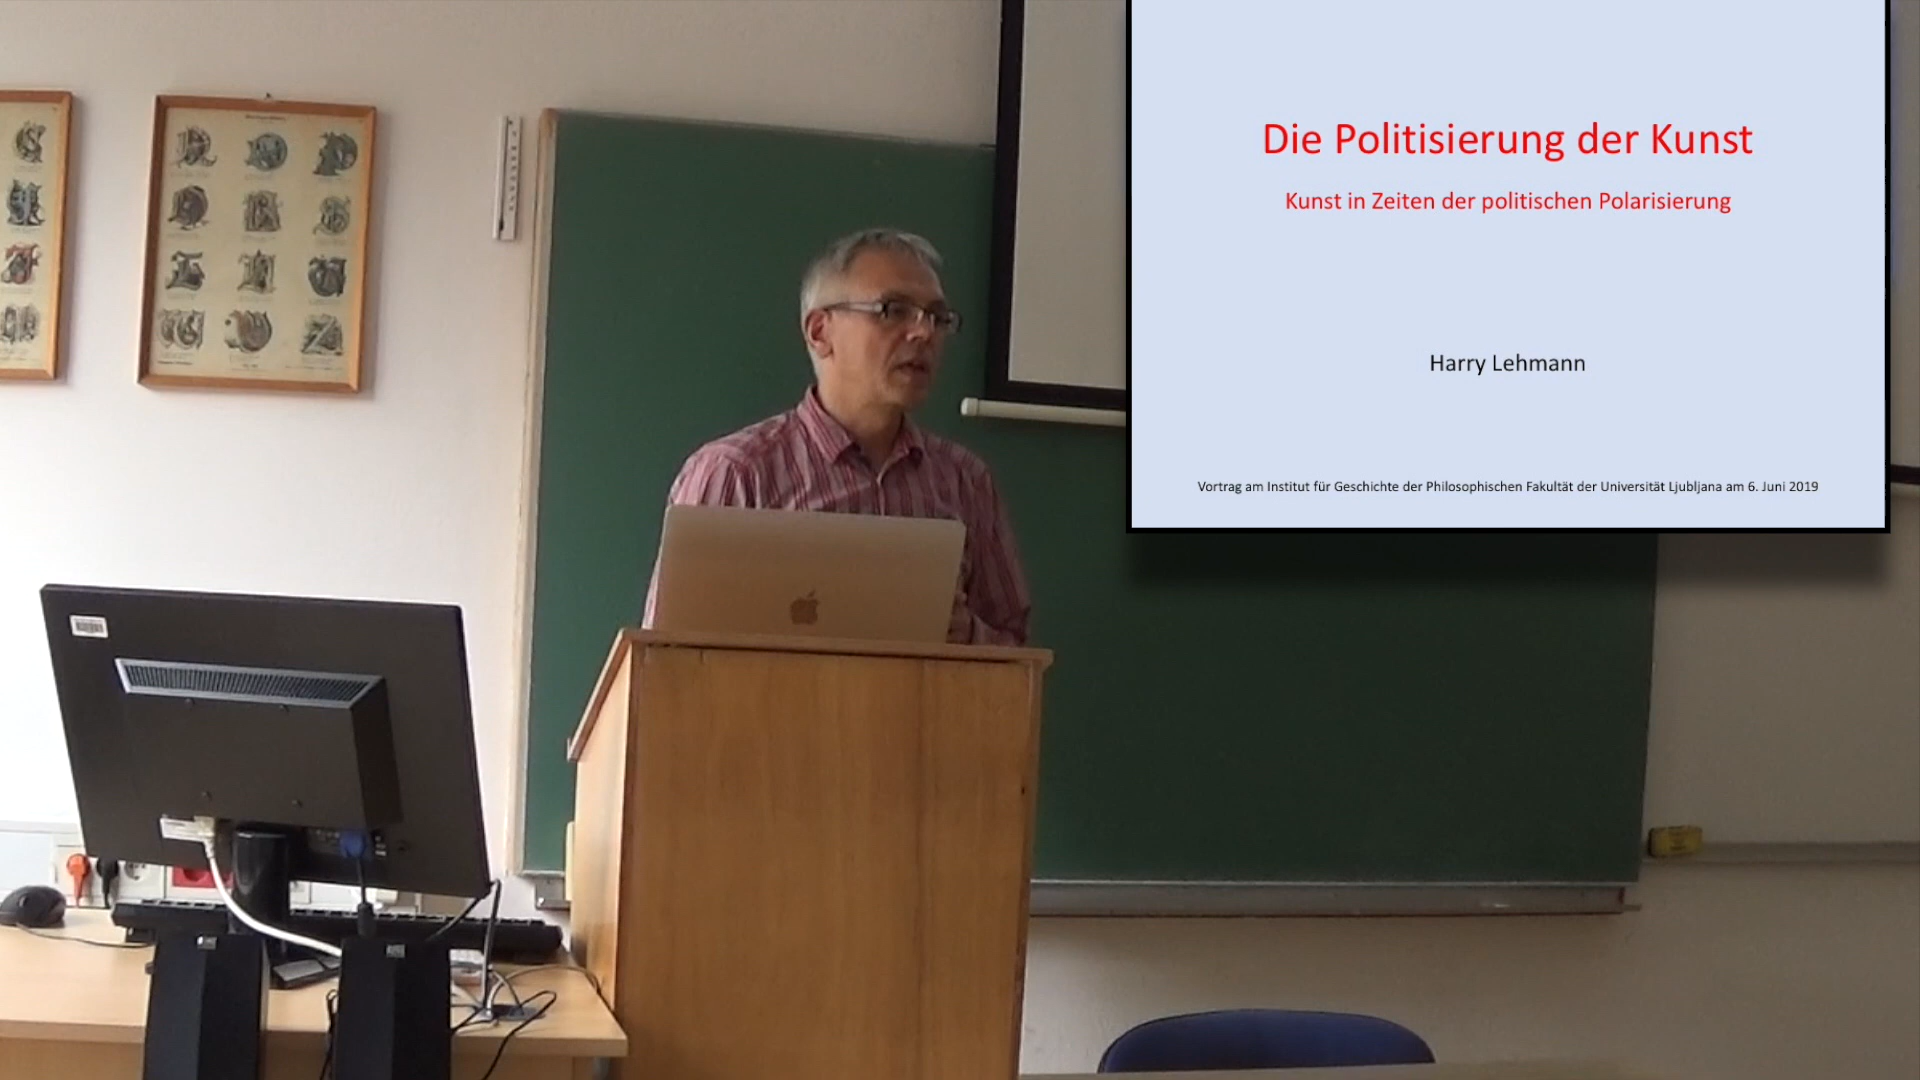 Die Politisierung der Kunst
Kunst in Zeiten der politischen Polarisierung
Harry Lehmann
Vortrag am Institut für Geschichte der Philosophischen Fakultät der Universität Ljubljana am 6. Juni 2019